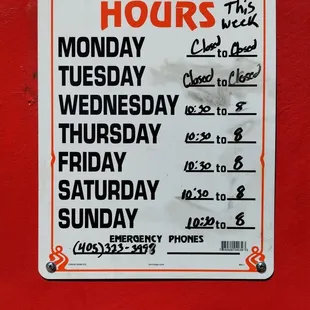 HOURS This week
MONDAY Closed to Closed
TUESDAY Closed to Closed
WEDNESDAY 10:30 to 8
THURSDAY 10:30 to 8
FRIDAY 10:30 to 8
SATURDAY 10:30 to 8
SUNDAY 10:30 to 8
EMERGENCY PHONES
(405)323-3998